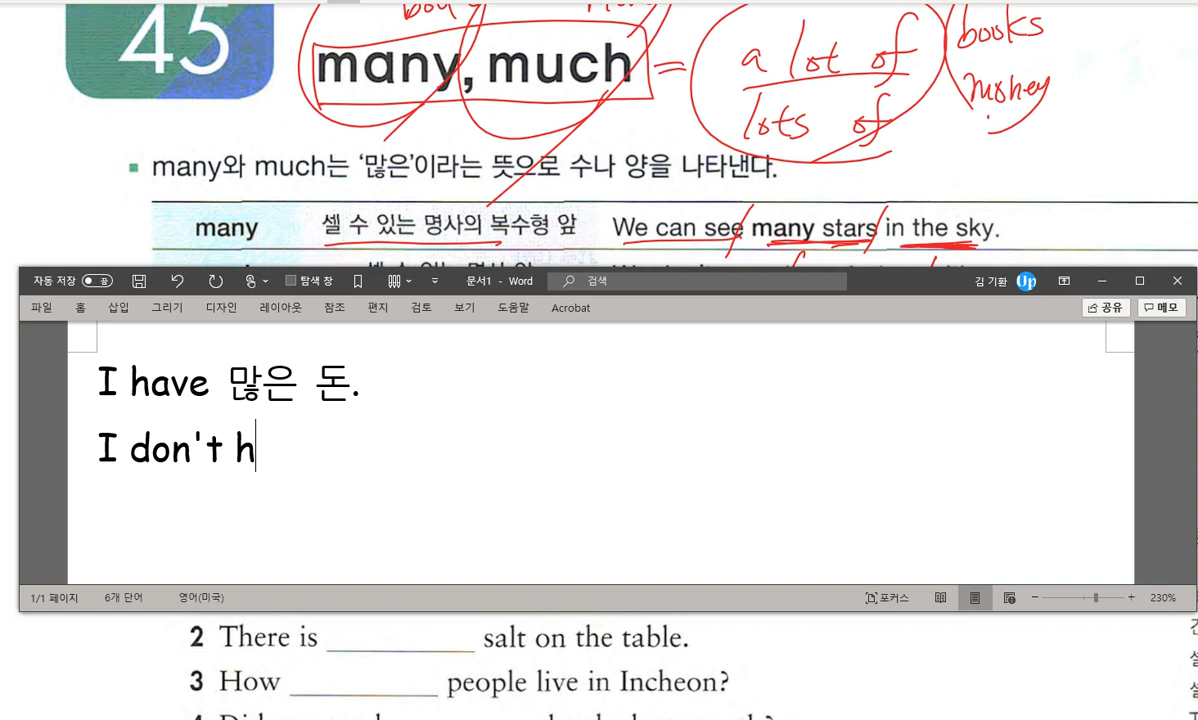 45
many, much = a lot of
lots of
books
money
many와 much는 '많은'이라는 뜻으로 수나 양을 나타낸다.
many 셀 수 있는 명사의 복수형 앞 We can see many stars in the sky.
자동 저장 끔 탐색 창 문서1 - Word 검색 김 기환 Up
파일 홈 삽입 그리기 디자인 레이아웃 참조 편지 검토 보기 도움말 Acrobat 공유 메모
I have 많은 돈.
I don't h
1/1 페이지 6개 단어 영어(미국) 포커스 230%
2 There is ________ salt on the table.
3 How ________ people live in Incheon?